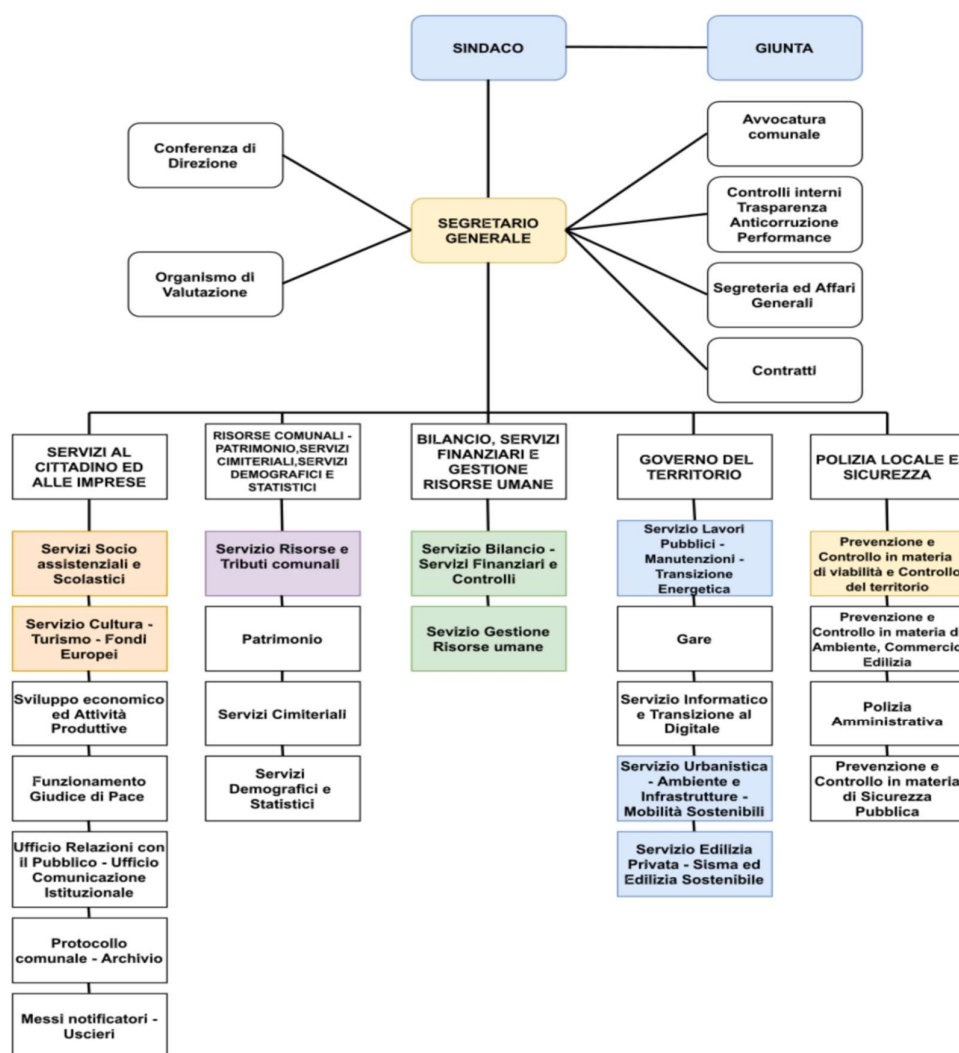 SINDACO
GIUNTA
Conferenza di
Direzione
Organismo di
Valutazione
SEGRETARIO
GENERALE
Avvocatura
comunale
Controlli interni
Trasparenza
Anticorruzione
Performance
Segreteria ed Affari
Generali
Contratti
SERVIZI AL
CITTADINO ED
ALLE IMPRESE
Servizi Socio
assistenziali e
Scolastici
Servizio Cultura -
Turismo - Fondi
Europei
Sviluppo economico
ed Attività
Produttive
Funzionamento
Giudice di Pace
Ufficio Relazioni con
il Pubblico - Ufficio
Comunicazione
Istituzionale
Protocollo
comunale - Archivio
Messi notificatori -
Uscieri
RISORSE COMUNALI -
PATRIMONIO,SERVIZI
CIMITERIALI,SERVIZI
DEMOGRAFICI E
STATISTICI
Servizio Risorse e
Tributi comunali
Patrimonio
Servizi Cimiteriali
Servizi
Demografici e
Statistici
BILANCIO, SERVIZI
FINANZIARI E
GESTIONE
RISORSE UMANE
Servizio Bilancio -
Servizi Finanziari e
Controlli
Sevizio Gestione
Risorse umane
GOVERNO DEL
TERRITORIO
Servizio Lavori
Pubblici -
Manutenzioni -
Transizione
Energetica
Gare
Servizio Informatico
e Transizione al
Digitale
Servizio Urbanistica
- Ambiente e
Infrastrutture -
Mobilità Sostenibili
Servizio Edilizia
Privata - Sisma ed
Edilizia Sostenibile
POLIZIA LOCALE E
SICUREZZA
Prevenzione e
Controllo in materia
di viabilità e Controllo
del territorio
Prevenzione e
Controllo in materia d
Ambiente, Commercio,
Edilizia
Polizia
Amministrativa
Prevenzione e
Controllo in materia
di Sicurezza
Pubblica